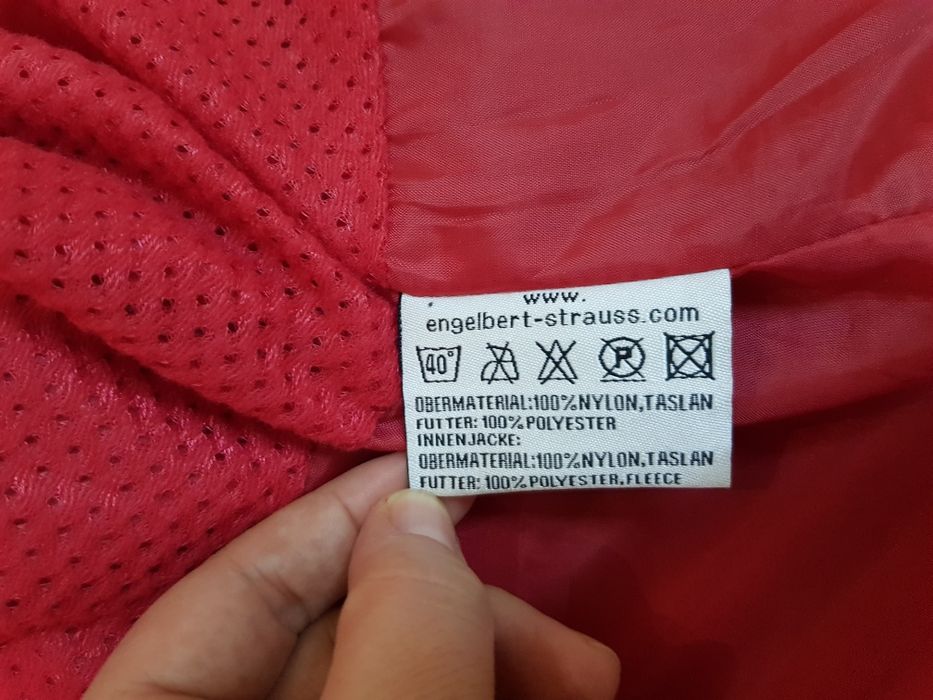 www.
engelbert-strauss.com
40° P
OBERMATERIAL:100%NYLON,TASLAN
FUTTER: 100%POLYESTER
INNENJACKE:
OBERMATERIAL:100%NYLON,TASLAN
FUTTER: 100%POLYESTER,FLEECE